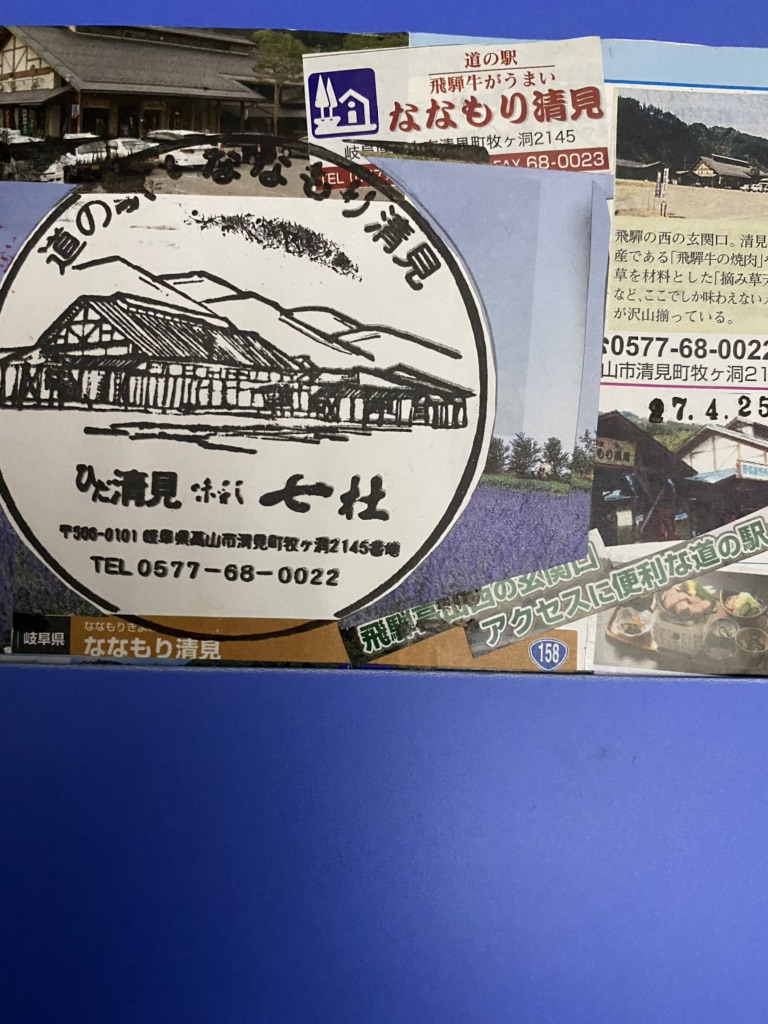 道の駅
飛騨牛がうまい
ななもり清見
市清見町牧ヶ洞2145
FAX 68-0023
TEL
飛騨の西の玄関口。清見
産である「飛騨牛の焼肉」
草を材料とした「摘み草
など、ここでしか味わえない
が沢山揃っている。
0577-68-0022
山市清見町牧ヶ洞21
27.4.25
道の
ななもり清見
ひだ清見
七杜
〒506-0101 岐阜県高山市清見町牧ヶ洞2145番地
TEL 0577-68-0022
飛騨
西の玄関口
アクセスに便利な道の駅
岐阜県
ななもり清見
158